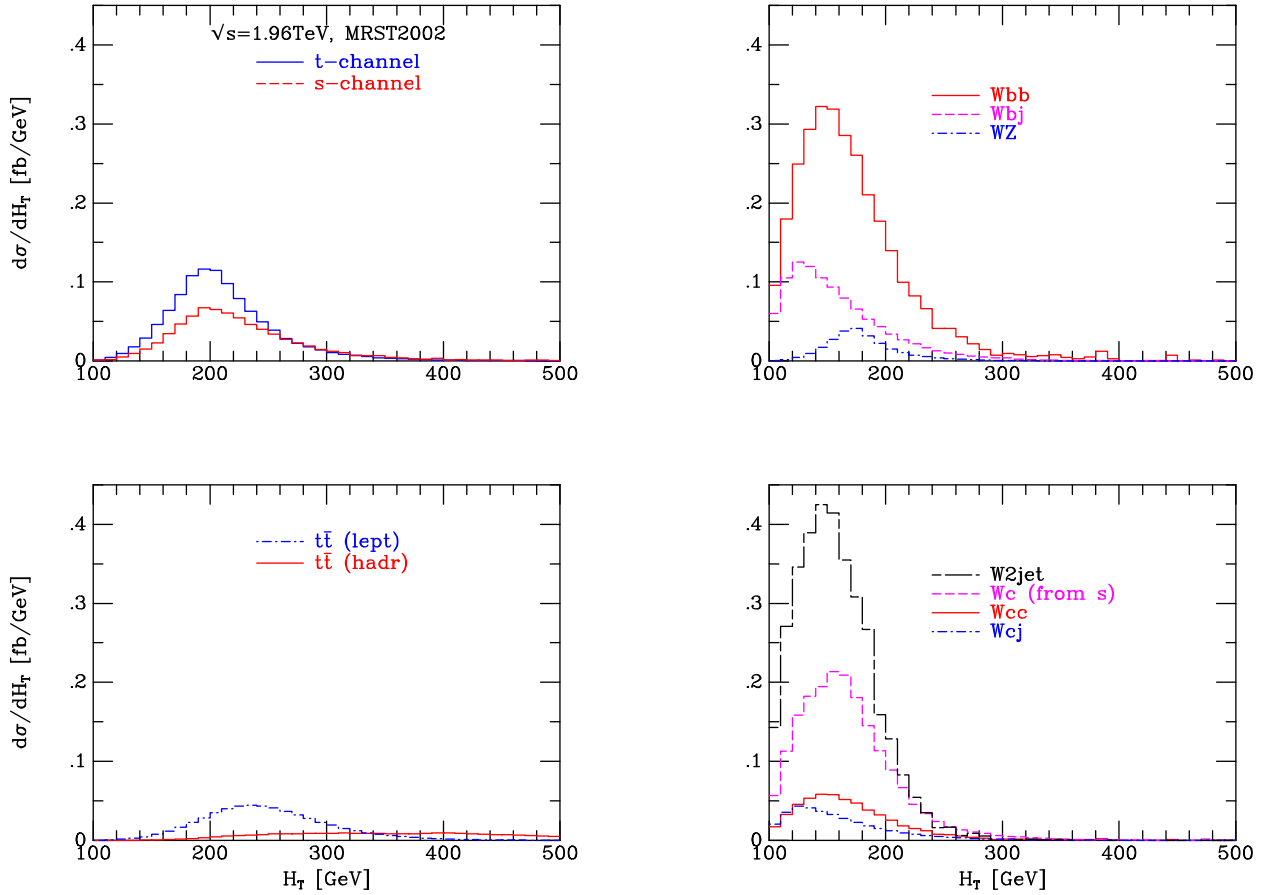 √s=1.96TeV, MRST2002
t-channel
s-channel
dσ/dH_T [fb/GeV]
.4
.3
.2
.1
0
100 200 300 400 500
Wbb
Wbj
WZ
.4
.3
.2
.1
0
100 200 300 400 500
tt̄ (lept)
tt̄ (hadr)
dσ/dH_T [fb/GeV]
.4
.3
.2
.1
0
100 200 300 400 500
H_T [GeV]
W2jet
Wc (from s)
Wcc
Wcj
.4
.3
.2
.1
0
100 200 300 400 500
H_T [GeV]